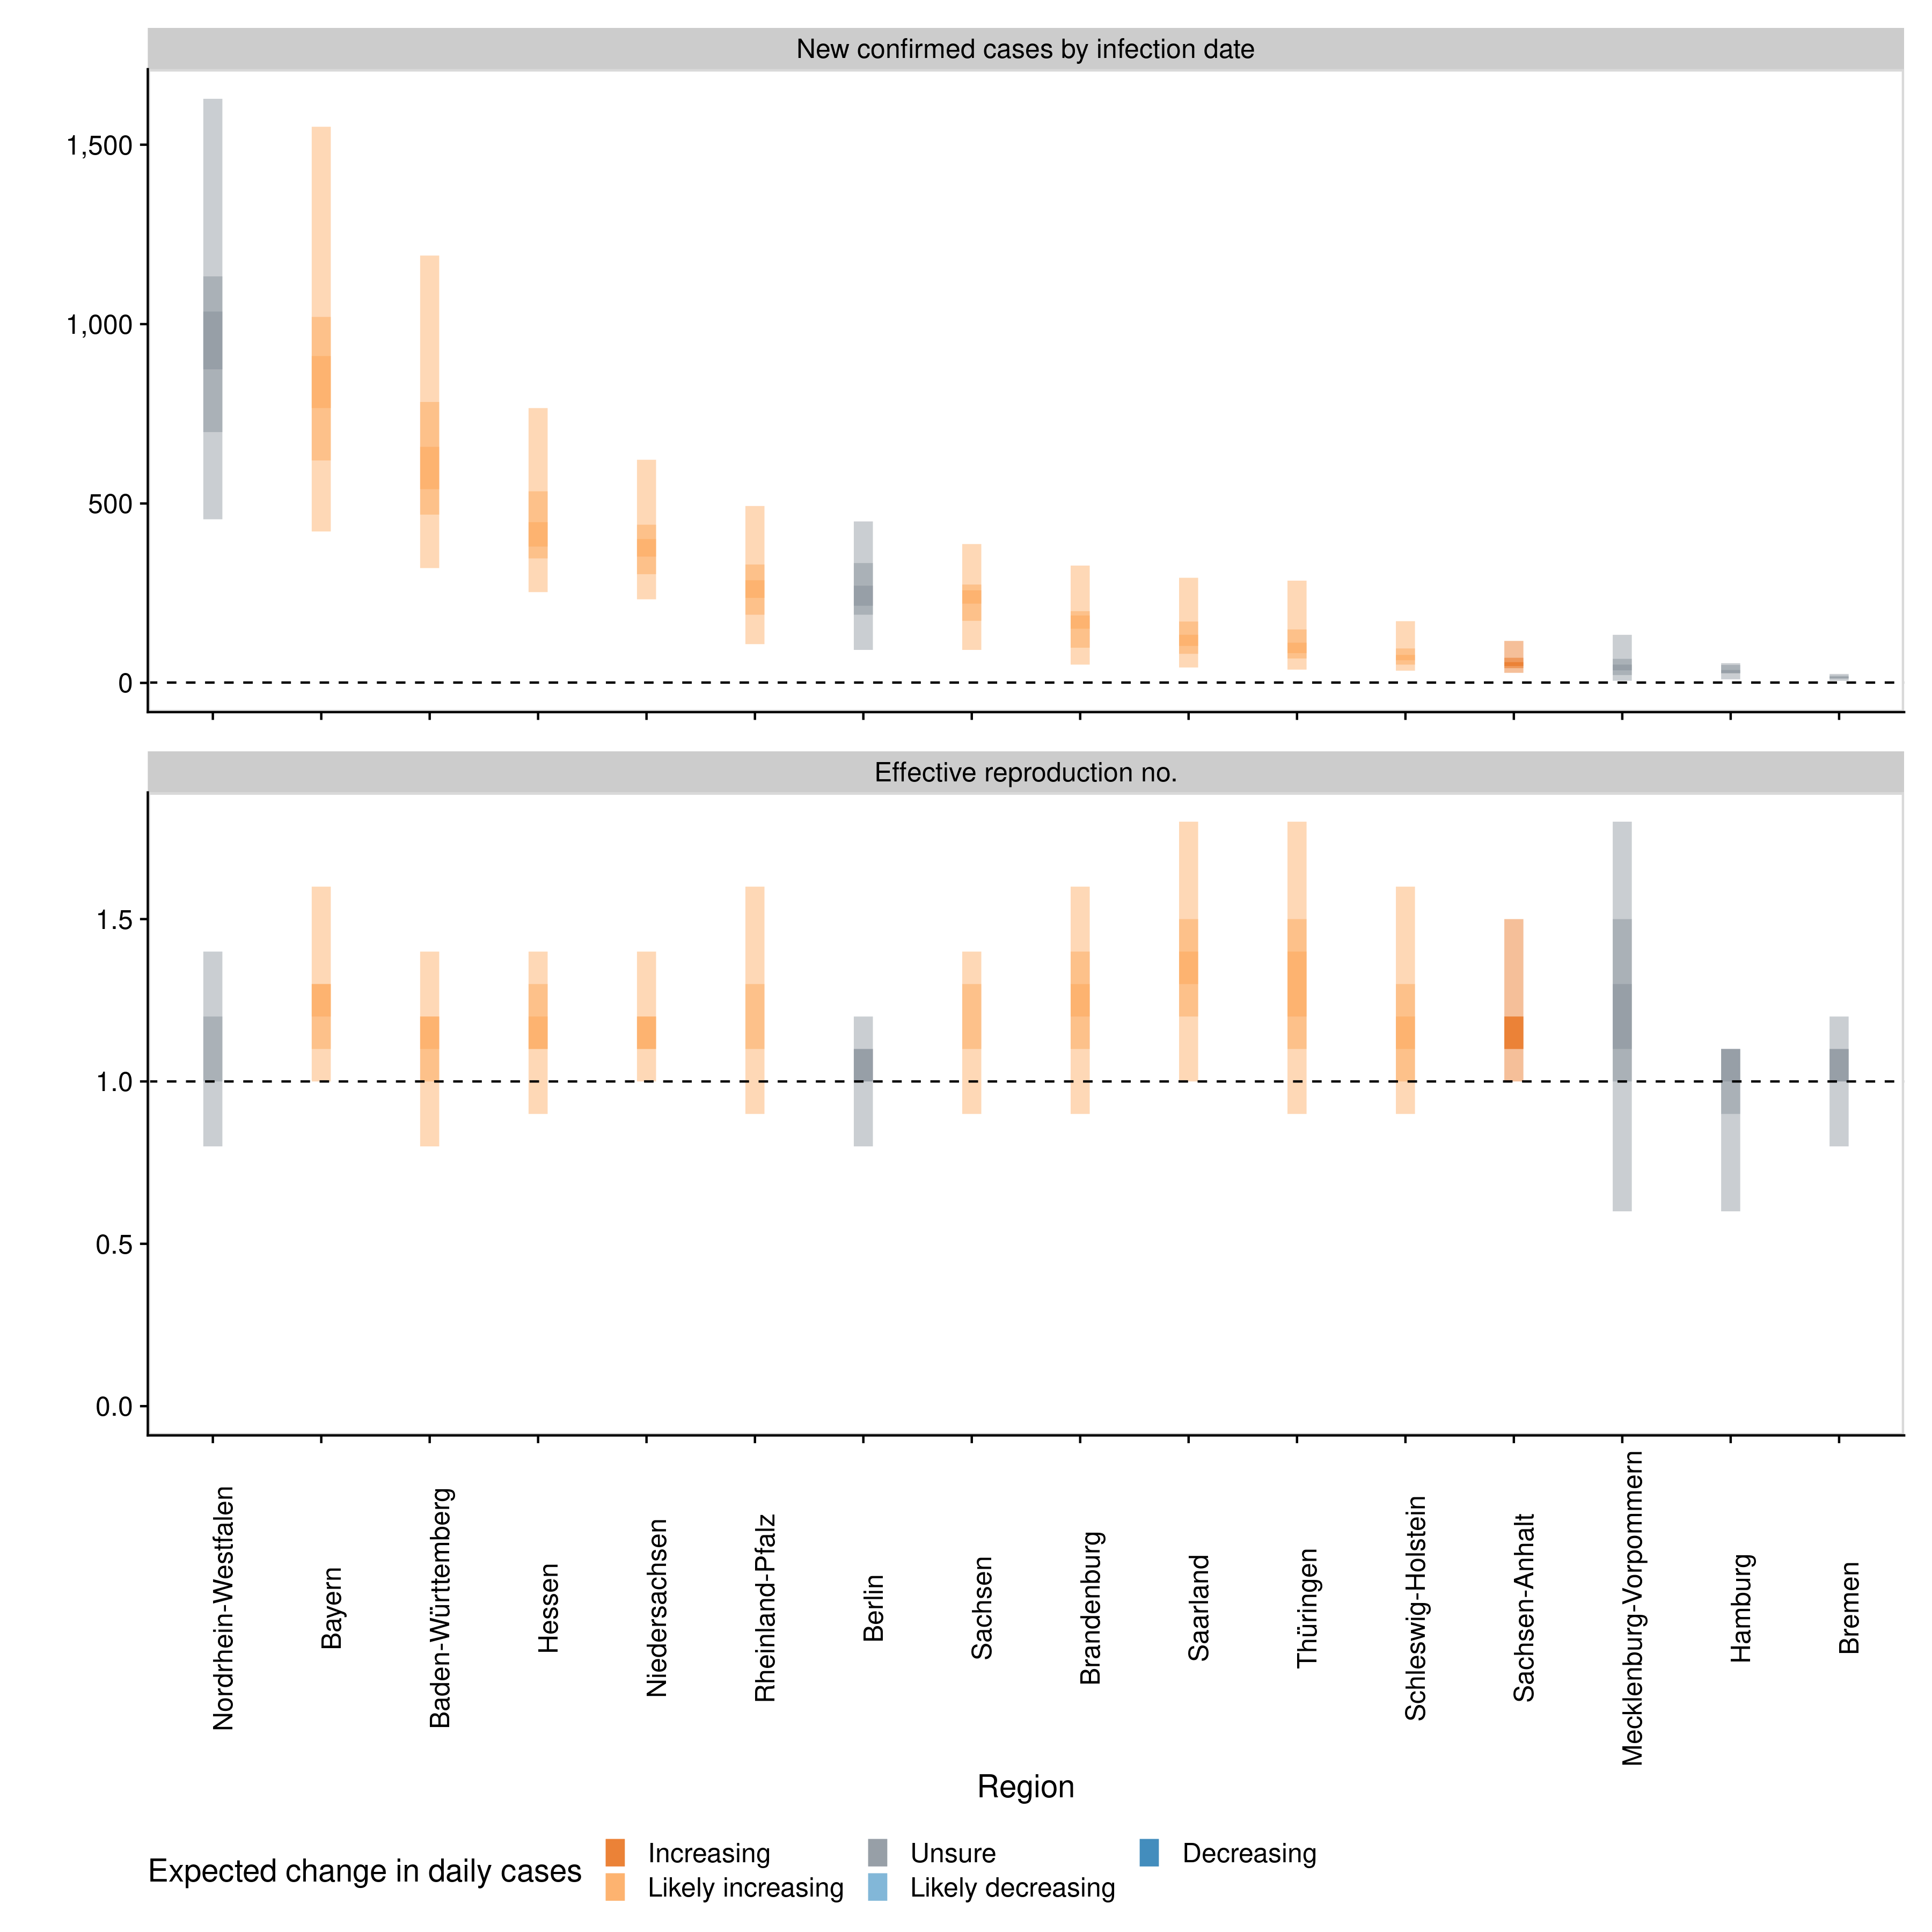 New confirmed cases by infection date
1,500
1,000
500
0
Effective reproduction no.
1.5
1.0
0.5
0.0
Nordrhein-Westfalen
Bayern
Baden-Württemberg
Hessen
Niedersachsen
Rheinland-Pfalz
Berlin
Sachsen
Brandenburg
Saarland
Thüringen
Schleswig-Holstein
Sachsen-Anhalt
Mecklenburg-Vorpommern
Hamburg
Bremen
Region
Expected change in daily cases
Increasing
Likely increasing
Unsure
Likely decreasing
Decreasing